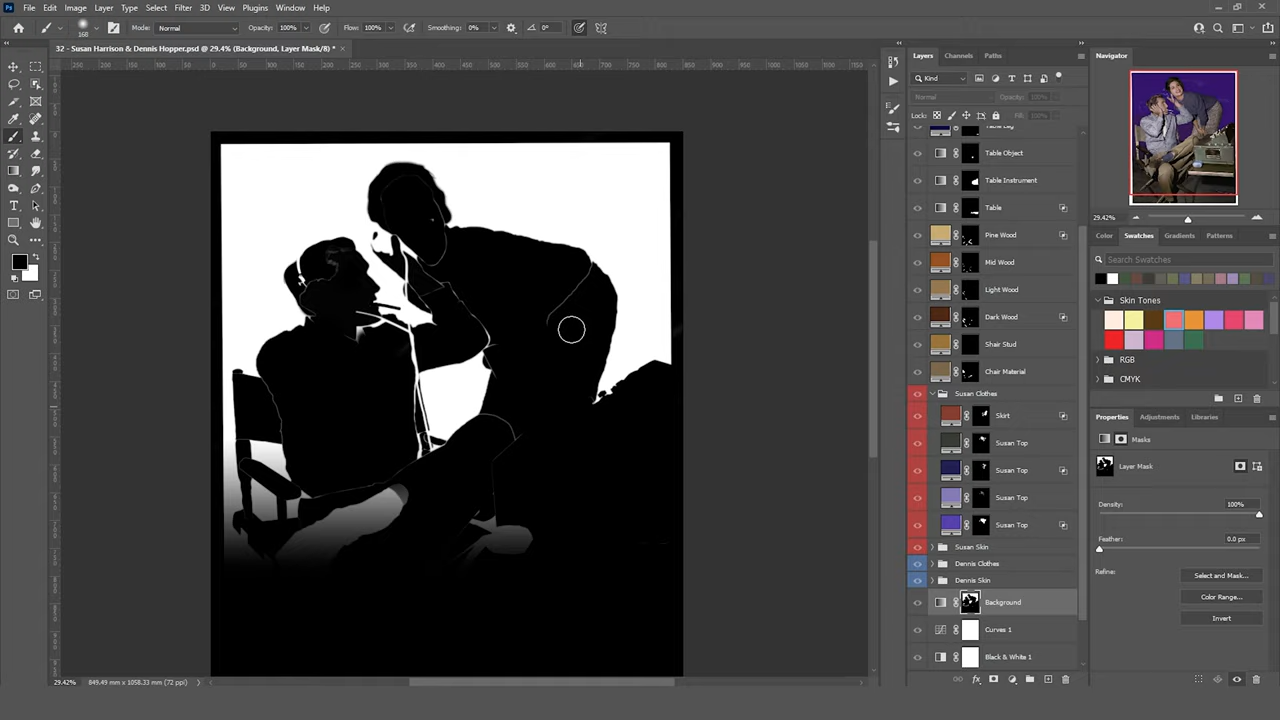 File Edit Image Layer Type Select Filter 3D View Plugins Window Help
168 Mode: Normal Opacity: 100% Flow: 100% Smoothing: 0% 0°
32 - Susan Harrison & Dennis Hopper.psd @ 29.4% (Background, Layer Mask/8) *
Layers Channels Paths
Kind
Normal Opacity: 100%
Locks: Fill: 100%
Table Leg
Table Object
Table Instrument
Table
Pine Wood
Mid Wood
Light Wood
Dark Wood
Shair Stud
Chair Material
Susan Clothes
Skirt
Susan Top
Susan Top
Susan Top
Susan Top
Susan Skin
Dennis Clothes
Dennis Skin
Background
Curves 1
Black & White 1
Navigator
29.42%
Color Swatches Gradients Patterns
Search Swatches
Skin Tones
RGB
CMYK
Properties Adjustments Libraries
Masks
Layer Mask
Density: 100%
Feather: 0.0 px
Refine:
Select and Mask...
Color Range...
Invert
29.42% 849.49 mm x 1058.33 mm (72 ppi)